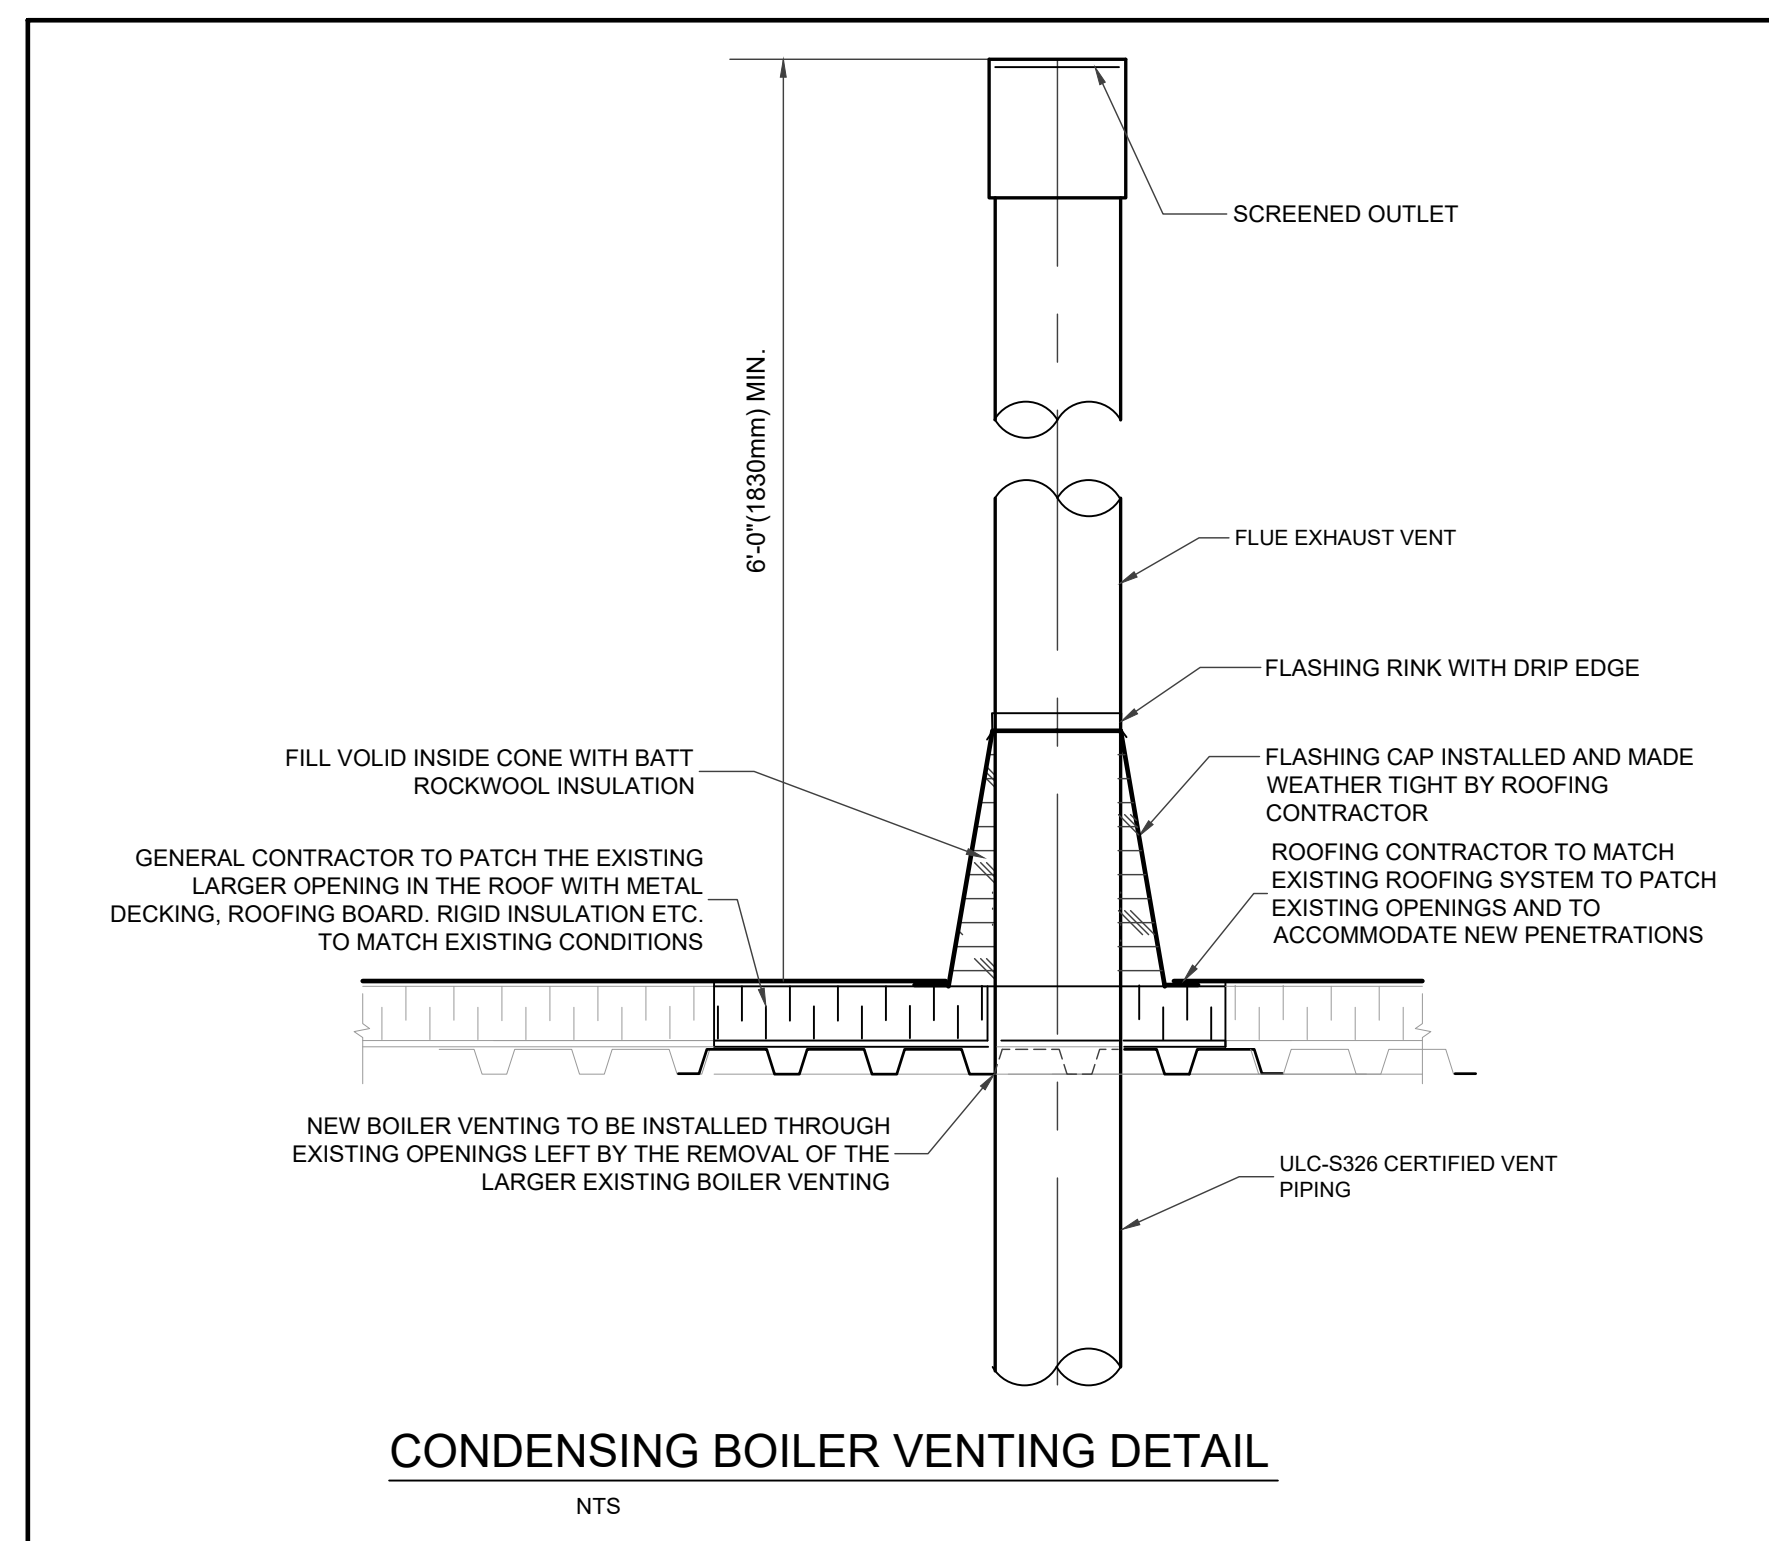 SCREENED OUTLET
6'-0"(1830mm) MIN.
FLUE EXHAUST VENT
FLASHING RINK WITH DRIP EDGE
FILL VOLID INSIDE CONE WITH BATT
ROCKWOOL INSULATION
FLASHING CAP INSTALLED AND MADE
WEATHER TIGHT BY ROOFING
CONTRACTOR
GENERAL CONTRACTOR TO PATCH THE EXISTING
LARGER OPENING IN THE ROOF WITH METAL
DECKING, ROOFING BOARD. RIGID INSULATION ETC.
TO MATCH EXISTING CONDITIONS
ROOFING CONTRACTOR TO MATCH
EXISTING ROOFING SYSTEM TO PATCH
EXISTING OPENINGS AND TO
ACCOMMODATE NEW PENETRATIONS
NEW BOILER VENTING TO BE INSTALLED THROUGH
EXISTING OPENINGS LEFT BY THE REMOVAL OF THE
LARGER EXISTING BOILER VENTING
ULC-S326 CERTIFIED VENT
PIPING
CONDENSING BOILER VENTING DETAIL
NTS